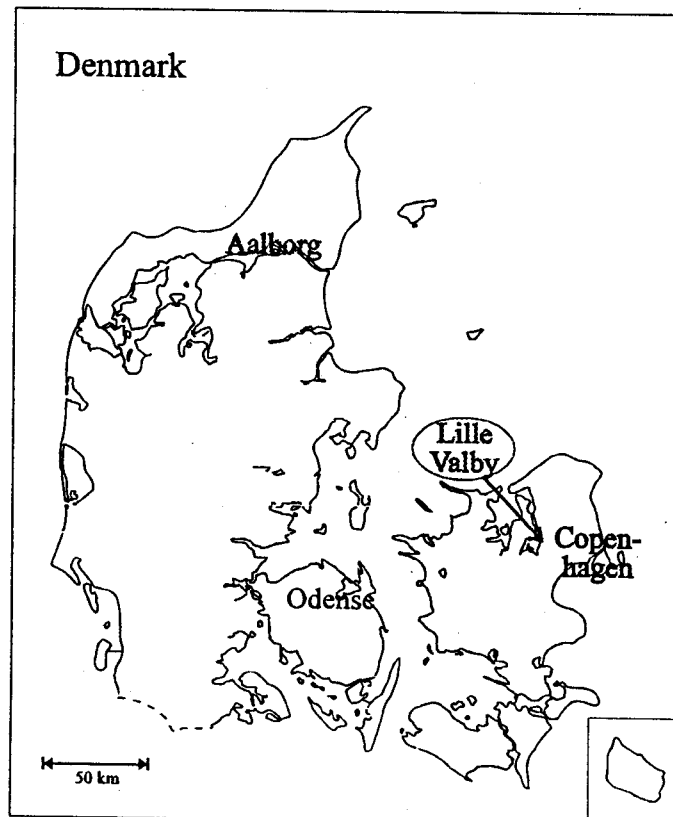 Denmark
Aalborg
Lille
Valby
Copen-
hagen
Odense
50 km